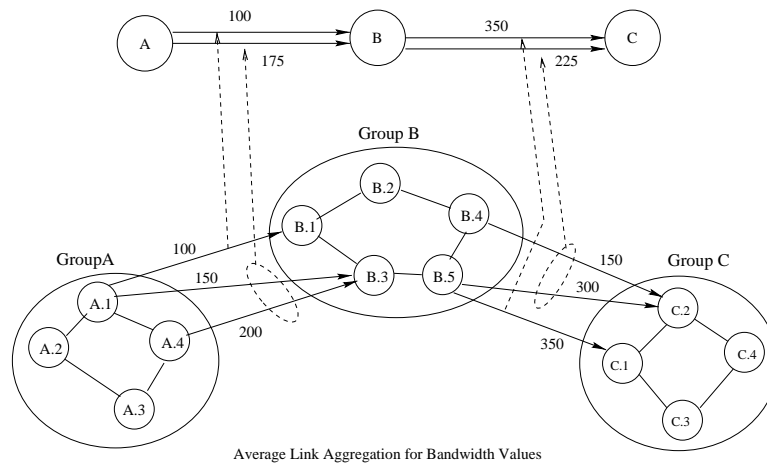 100
350
A
B
C
175
225
Group B
B.2
B.1
B.4
100
GroupA
150
Group C
150
A.1
B.3
B.5
300
C.2
200
A.2
A.4
350
C.1
C.4
A.3
C.3
Average Link Aggregation for Bandwidth Values